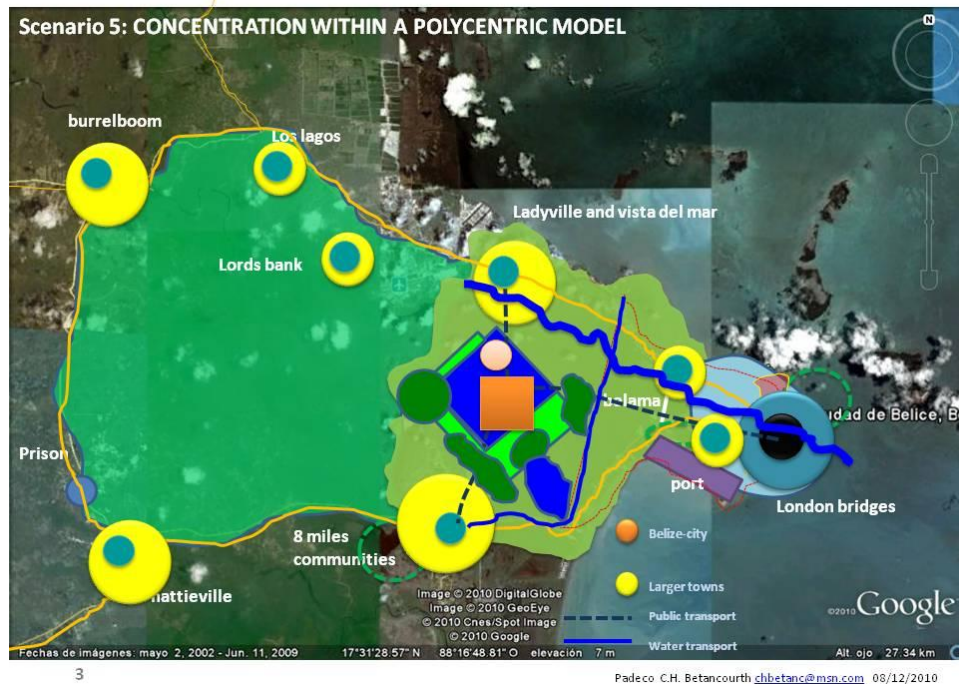 Scenario 5: CONCENTRATION WITHIN A POLYCENTRIC MODEL
N
burrelboom
Los lagos
Ladyville and vista del mar
Lords bank
udad de Belice, B
Prison
port
London bridges
8 miles
communities
Belize-city
hattieville
Larger towns
Image © 2010 DigitalGlobe
Image © 2010 GeoEye
© 2010 Cnes/Spot Image
© 2010 Google
Public transport
Water transport
©2010 Google
Fechas de imágenes: mayo 2, 2002 - Jun. 11, 2009 17°31'28.57" N 88°16'48.81" O elevación 7 m Alt. ojo 27.34 km
3
Padeco C.H. Betancourth chbetanc@msn.com 08/12/2010